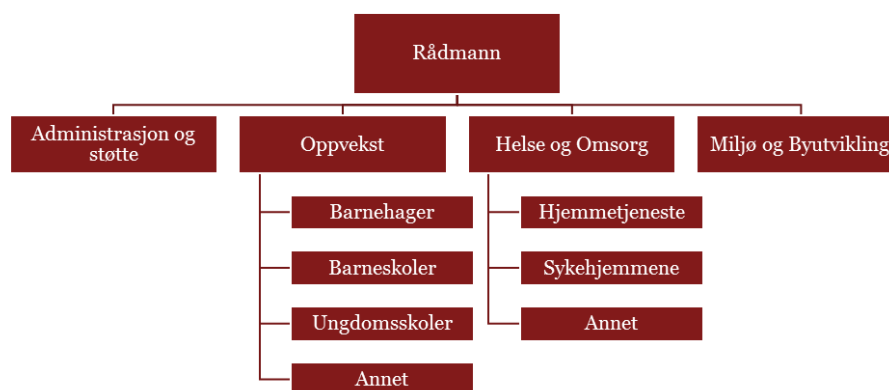 Rådmann
Administrasjon og
støtte
Oppvekst
Helse og Omsorg
Miljø og Byutvikling
Barnehager
Barneskoler
Ungdomsskoler
Annet
Hjemmetjeneste
Sykehjemmene
Annet